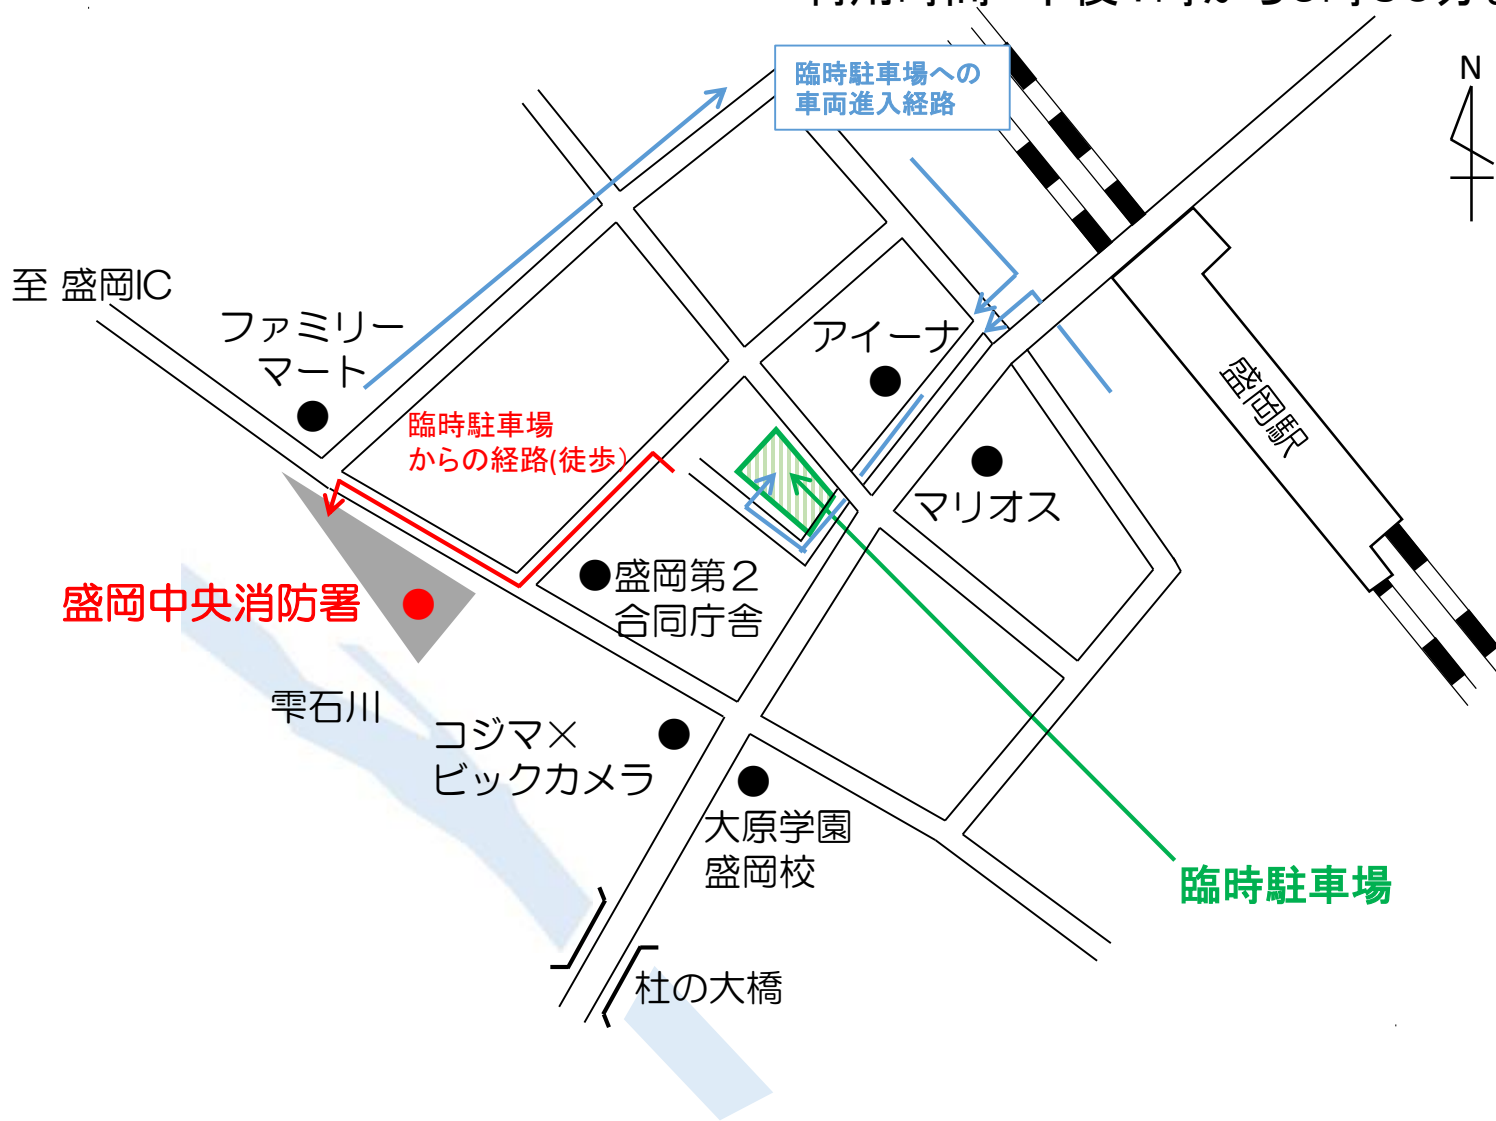 臨時駐車場への
車両進入経路
N
至 盛岡IC
ファミリー
マート
アイーナ
盛岡駅
臨時駐車場
からの経路(徒歩)
マリオス
盛岡第2
合同庁舎
盛岡中央消防署
雫石川
コジマ×
ビックカメラ
大原学園
盛岡校
臨時駐車場
杜の大橋